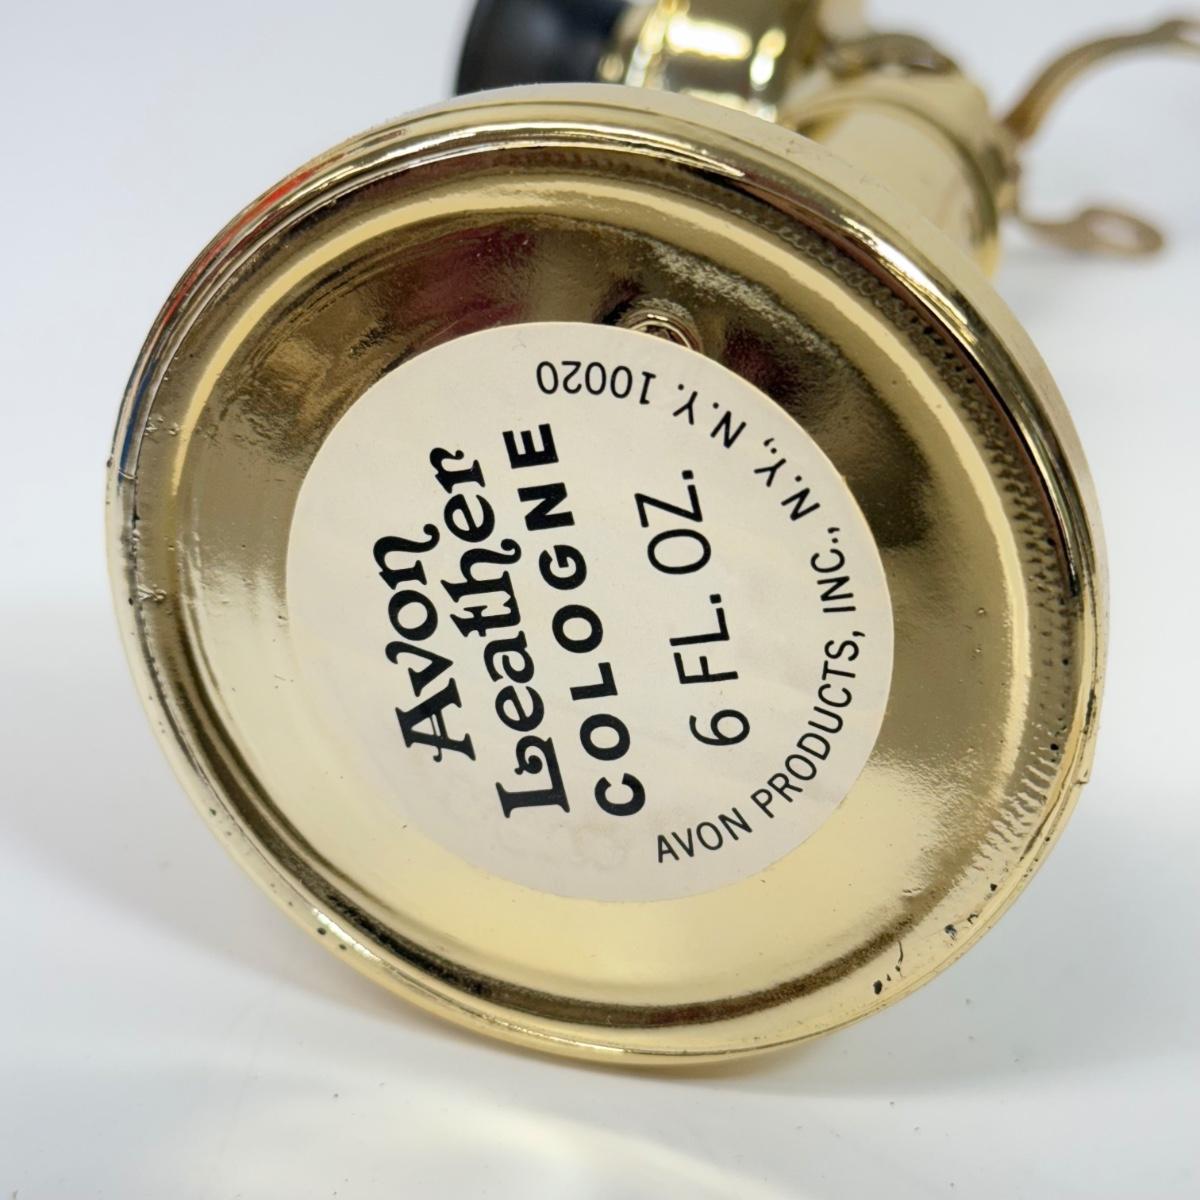 Avon
Leather
COLOGNE
6 FL. OZ.
AVON PRODUCTS, INC., N.Y., N.Y. 10020